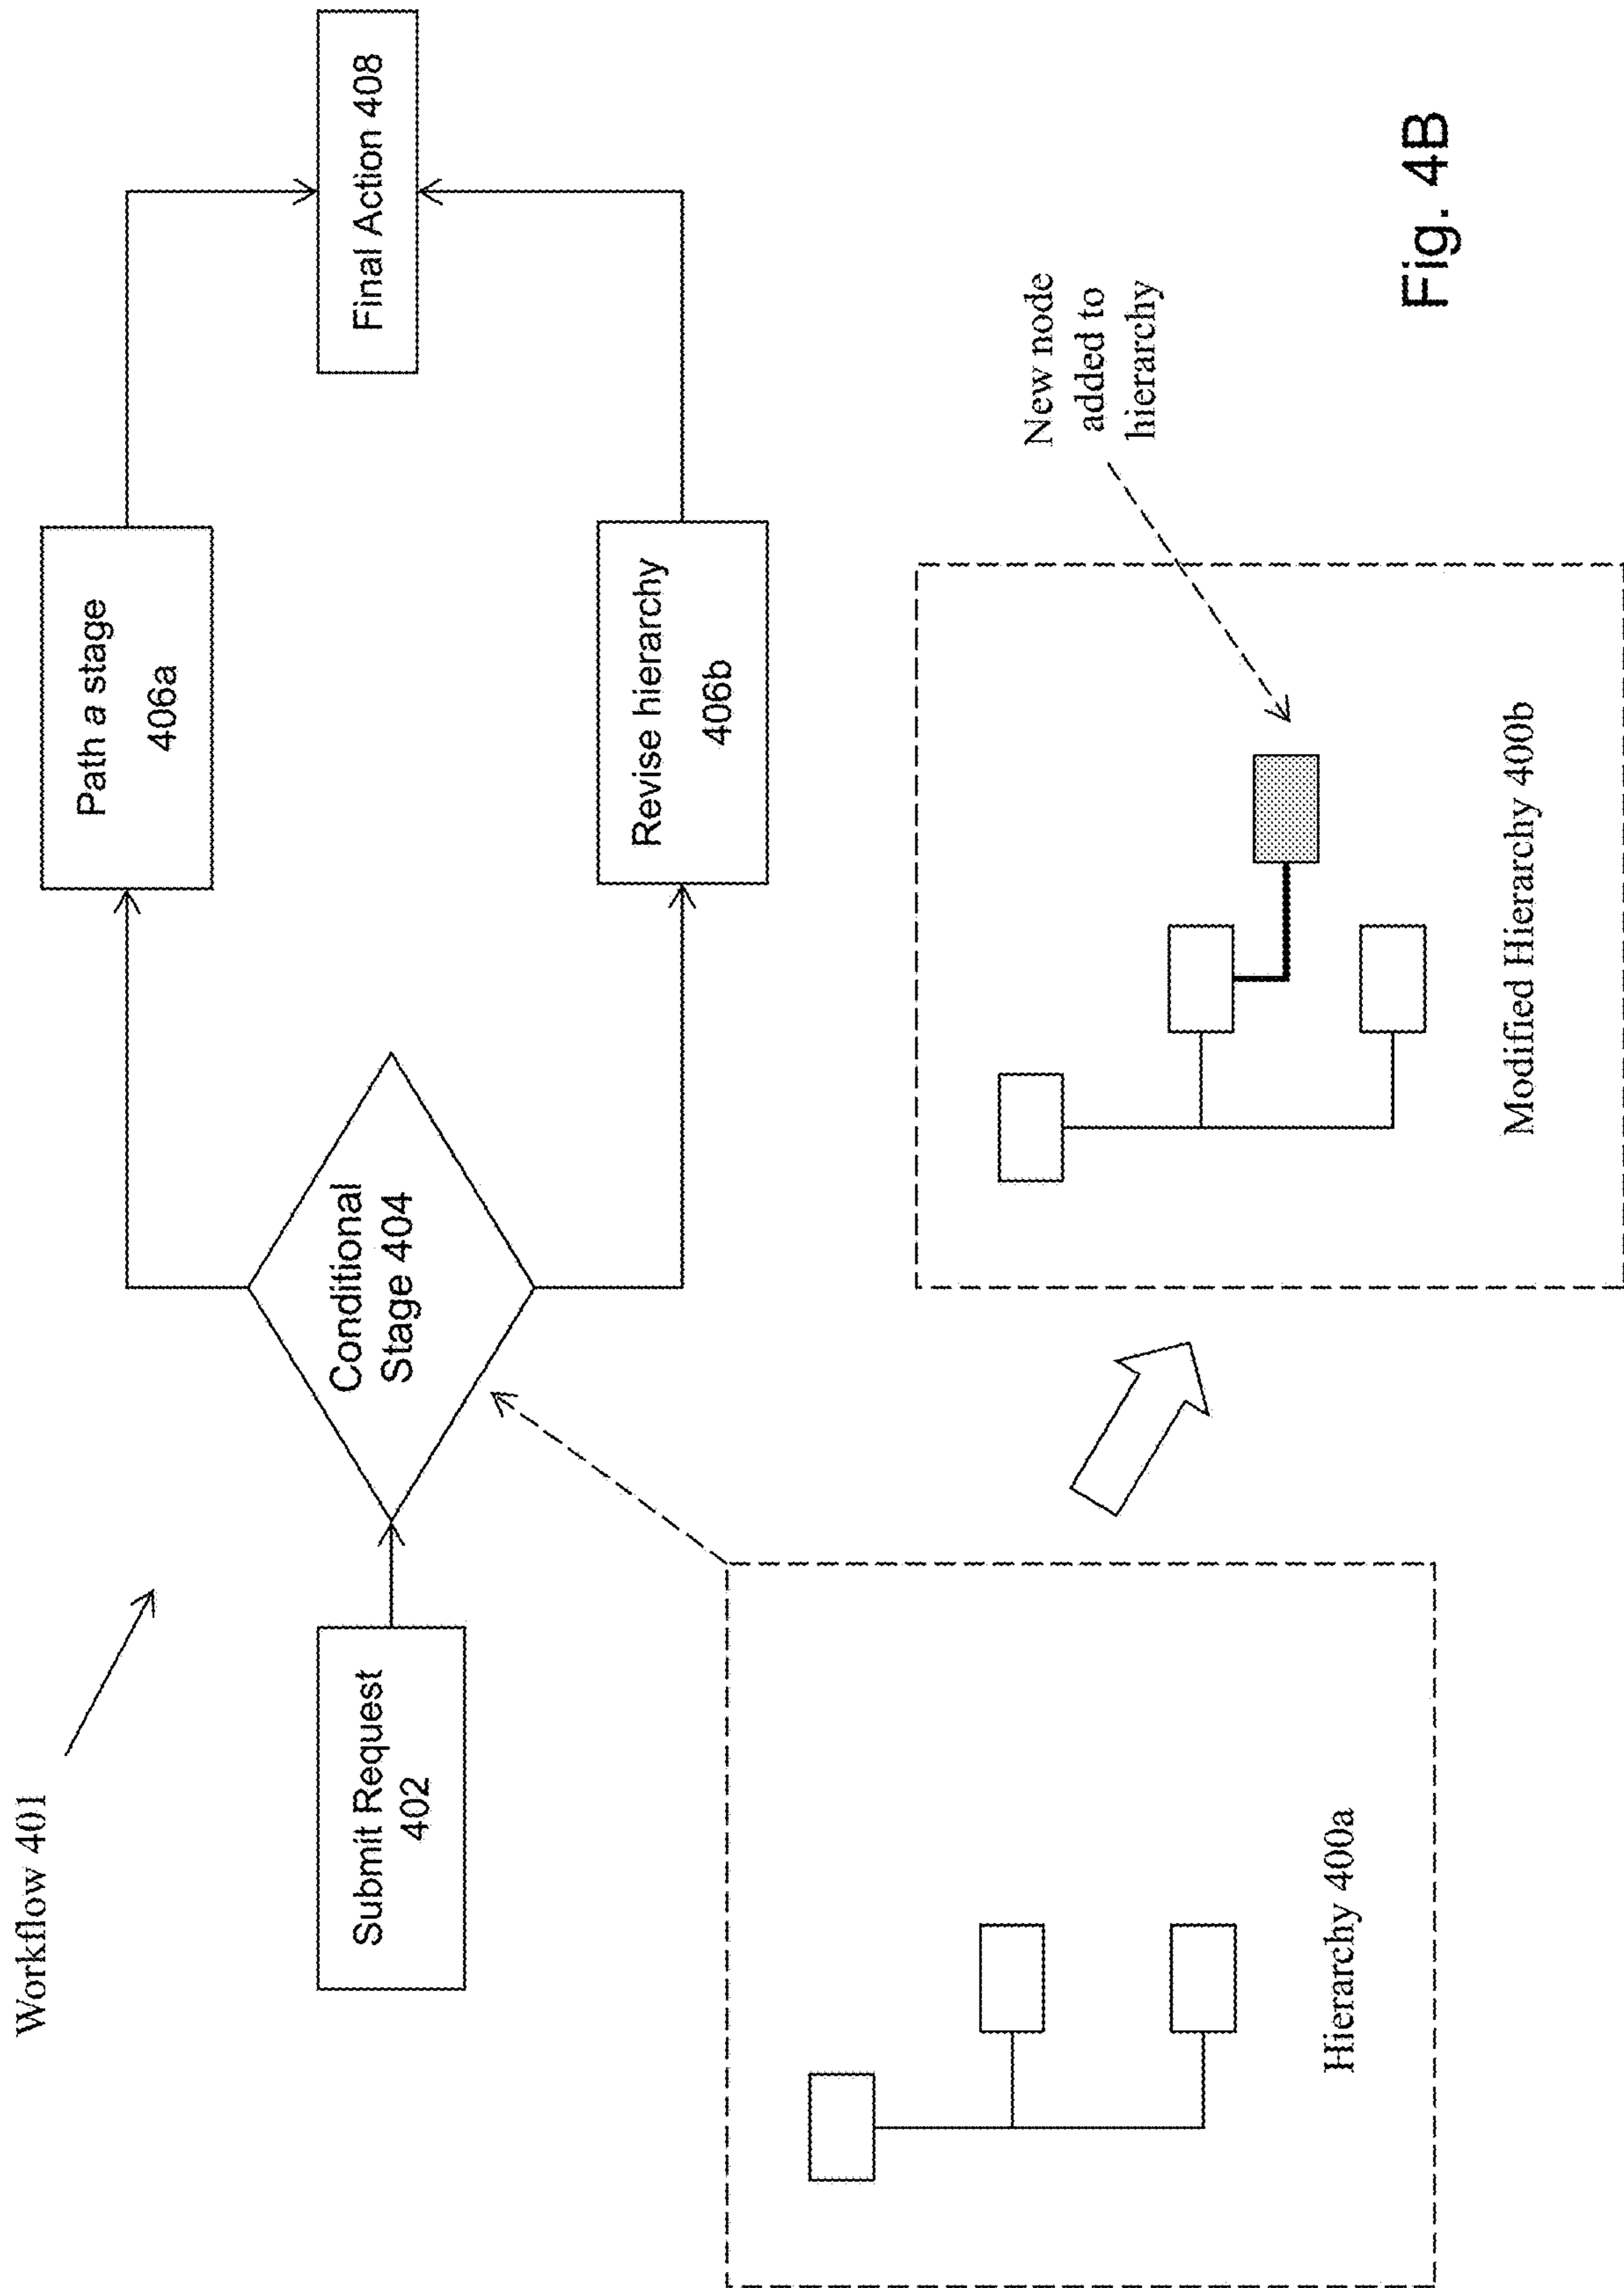 Workflow 401
Submit Request
402
Conditional
Stage 404
Path a stage
406a
Revise hierarchy
406b
Final Action 408
Hierarchy 400a
Modified Hierarchy 400b
New node
added to
hierarchy
Fig. 4B